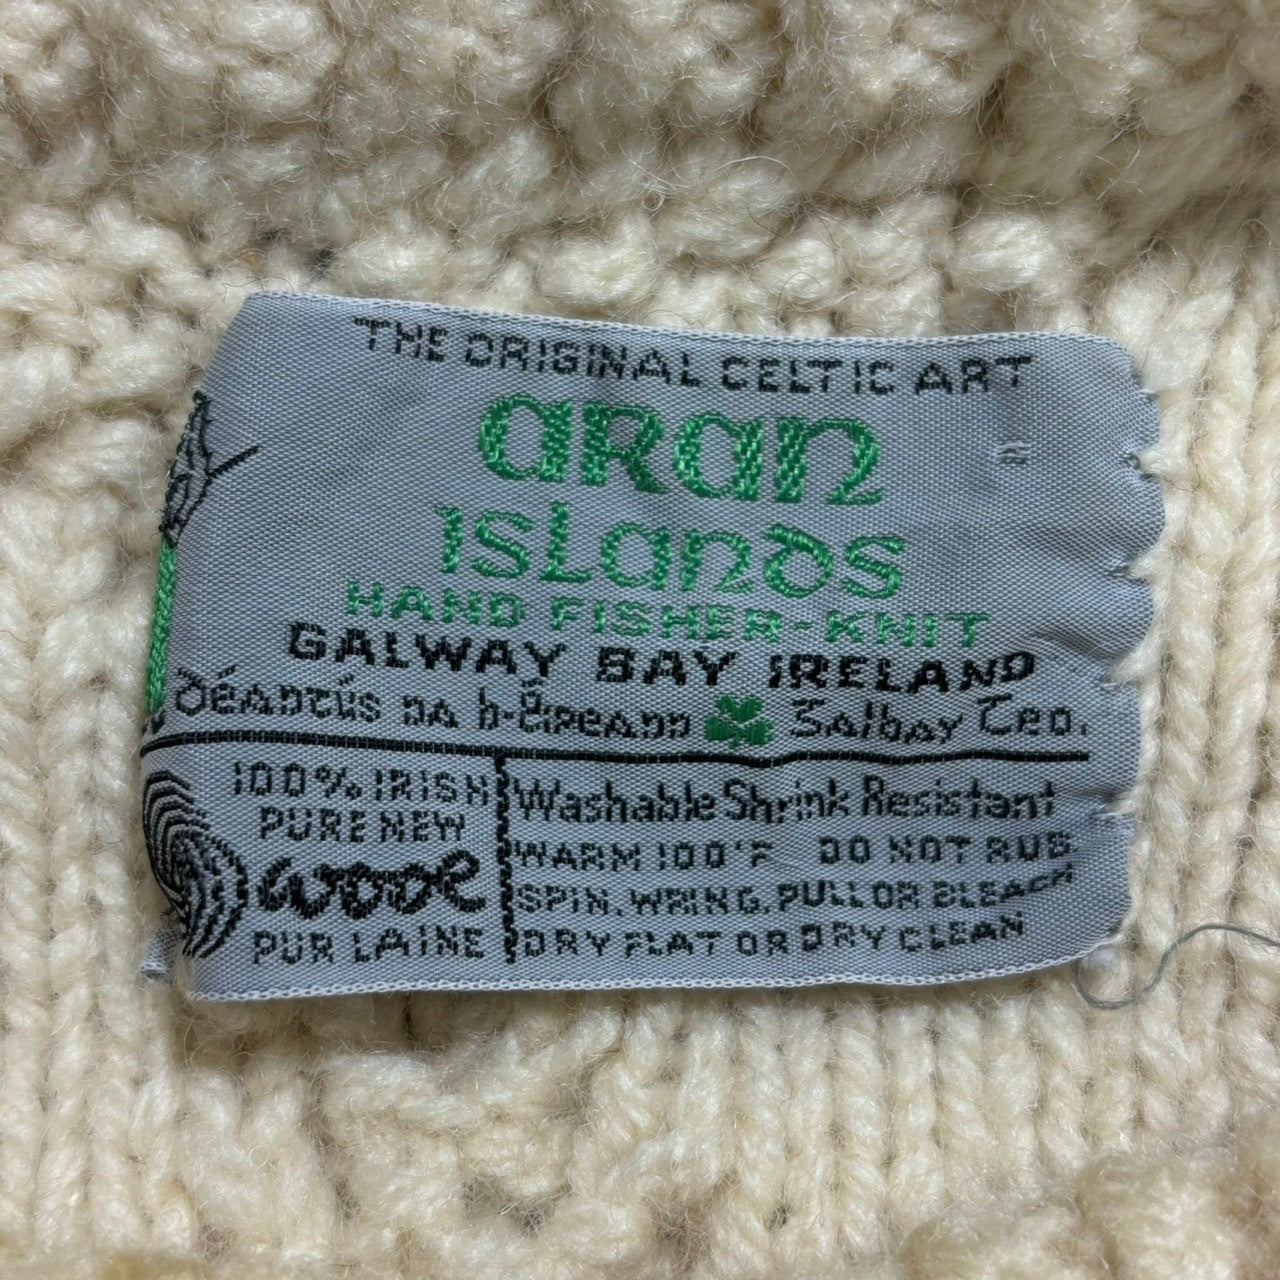 THE ORIGINAL CELTIC ART
aRan
islands
HAND FISHER-KNIT
GALWAY BAY IRELAND
Déantús na h-Éireann Galbay Teo.
100% IRISH
PURE NEW
wool
PUR LAINE
Washable Shrink Resistant
WARM 100°F DO NOT RUB
SPIN, WRING, PULL OR BLEACH
DRY FLAT OR DRY CLEAN